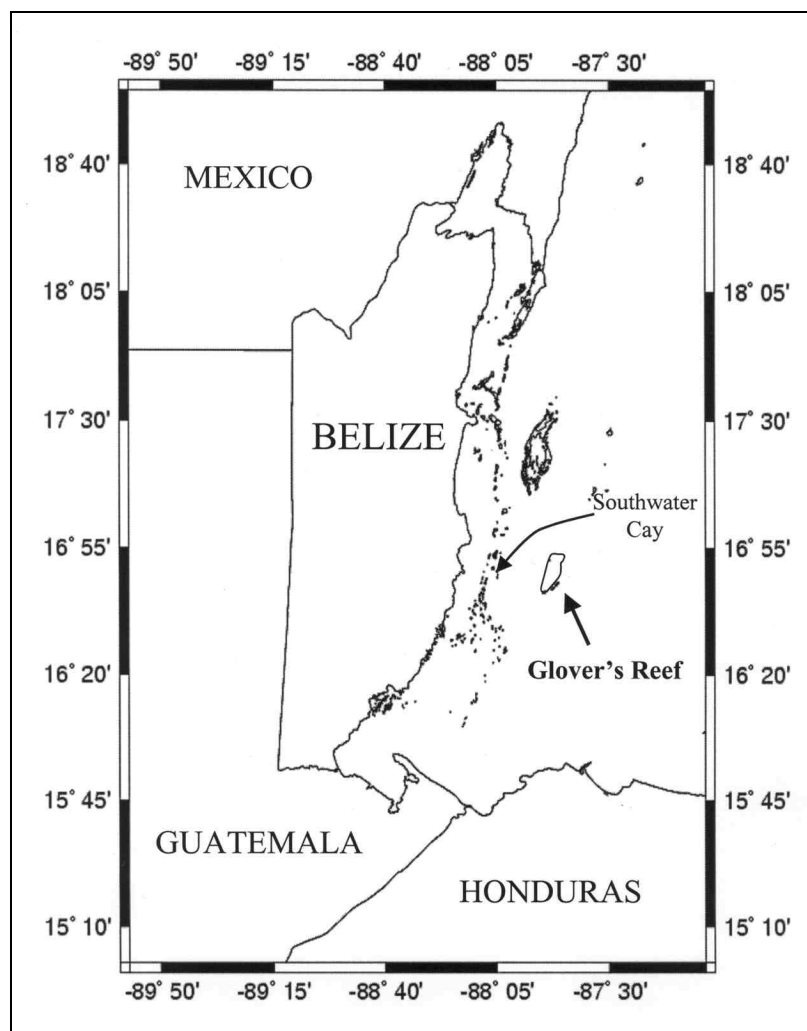 -89° 50' -89° 15' -88° 40' -88° 05' -87° 30'
18° 40' 18° 40'
MEXICO
18° 05' 18° 05'
17° 30' 17° 30'
BELIZE
Southwater
Cay
16° 55' 16° 55'
Glover's Reef
16° 20' 16° 20'
15° 45' 15° 45'
GUATEMALA
HONDURAS
15° 10' 15° 10'
-89° 50' -89° 15' -88° 40' -88° 05' -87° 30'